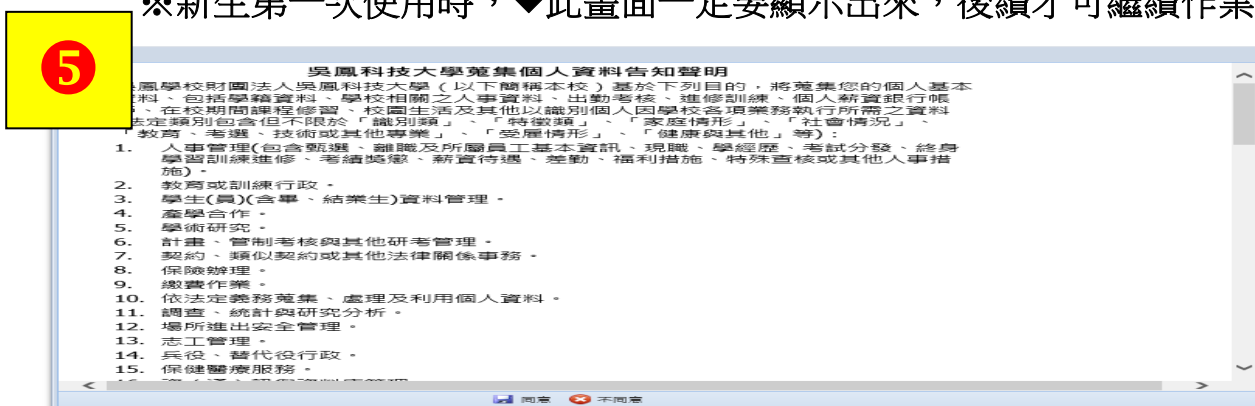 ※新生第一次使用時，▼此畫面一定要顯示出來，後續才可繼續作業
5
吳鳳科技大學蒐集個人資料告知聲明
鳳學校財團法人吳鳳科技大學（以下簡稱本校）基於下列目的，將蒐集您的個人基本
料、包括學籍資料、學校相關之人事資料、出勤考核、進修訓練、個人薪資銀行帳
、在校期間課程修習、校園生活及其他以識別個人因學校各項業務執行所需之資料
法定類別包含但不限於「識別類」、「特徵類」、「家庭情形」、「社會情況」、
「教育、考選、技術或其他專業」、「受雇情形」、「健康與其他」等)：
1. 人事管理(包含甄選、離職及所屬員工基本資訊、現職、學經歷、考試分發、終身
學習訓練進修、考績獎懲、薪資待遇、差勤、福利措施、特殊查核或其他人事措
施)。
2. 教育或訓練行政。
3. 學生(員)(含畢、結業生)資料管理。
4. 產學合作。
5. 學術研究。
6. 計畫、管制考核與其他研考管理。
7. 契約、類似契約或其他法律關係事務。
8. 保險辦理。
9. 繳費作業。
10. 依法定義務蒐集、處理及利用個人資料。
11. 調查、統計與研究分析。
12. 場所進出安全管理。
13. 志工管理。
14. 兵役、替代役行政。
15. 保健醫療服務。
同意 不同意